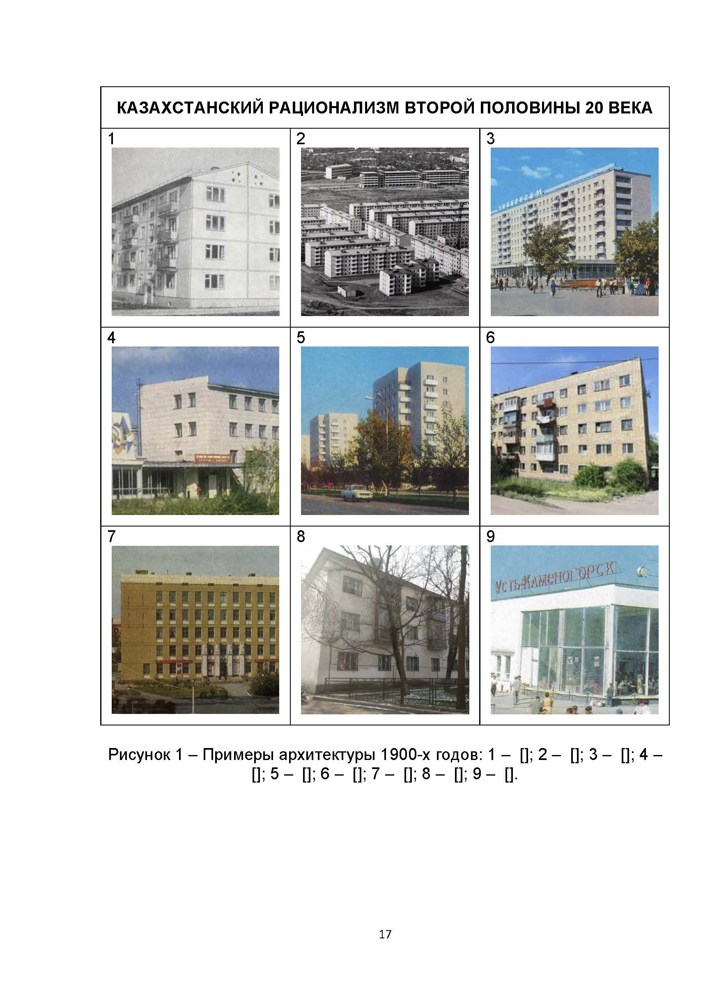 КАЗАХСТАНСКИЙ РАЦИОНАЛИЗМ ВТОРОЙ ПОЛОВИНЫ 20 ВЕКА
1
2
3
4
5
6
7
8
9
УСТЬ-КАМЕНОГОРСК
Рисунок 1 – Примеры архитектуры 1900-х годов: 1 – []; 2 – []; 3 – []; 4 –
[]; 5 – []; 6 – []; 7 – []; 8 – []; 9 – [].
17